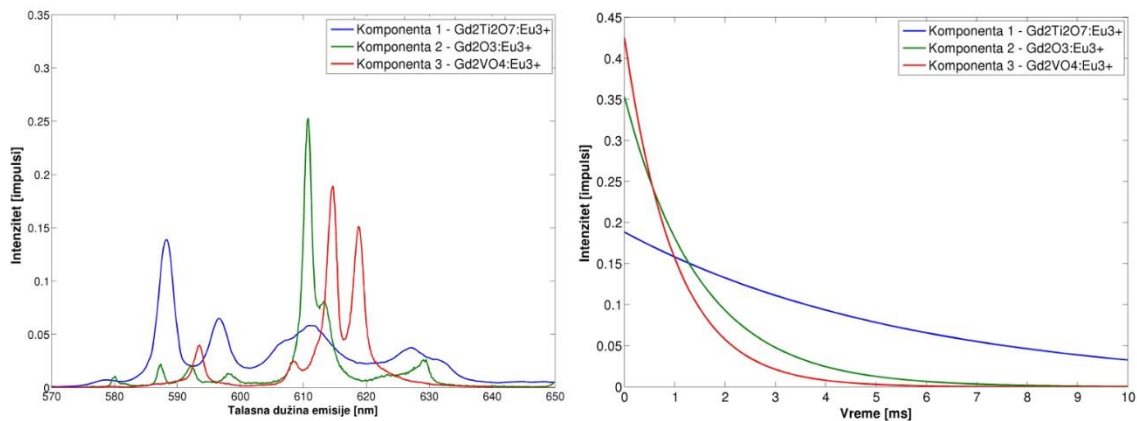 0.35
0.3
0.25
0.2
0.15
0.1
0.05
0
570 580 590 600 610 620 630 640 650
Intenzitet [impulsi]
Talasna dužina emisije [nm]
Komponenta 1 - Gd2Ti2O7:Eu3+
Komponenta 2 - Gd2O3:Eu3+
Komponenta 3 - Gd2VO4:Eu3+
0.45
0.4
0.35
0.3
0.25
0.2
0.15
0.1
0.05
0
0 1 2 3 4 5 6 7 8 9 10
Intenzitet [impulsi]
Vreme [ms]
Komponenta 1 - Gd2Ti2O7:Eu3+
Komponenta 2 - Gd2O3:Eu3+
Komponenta 3 - Gd2VO4:Eu3+